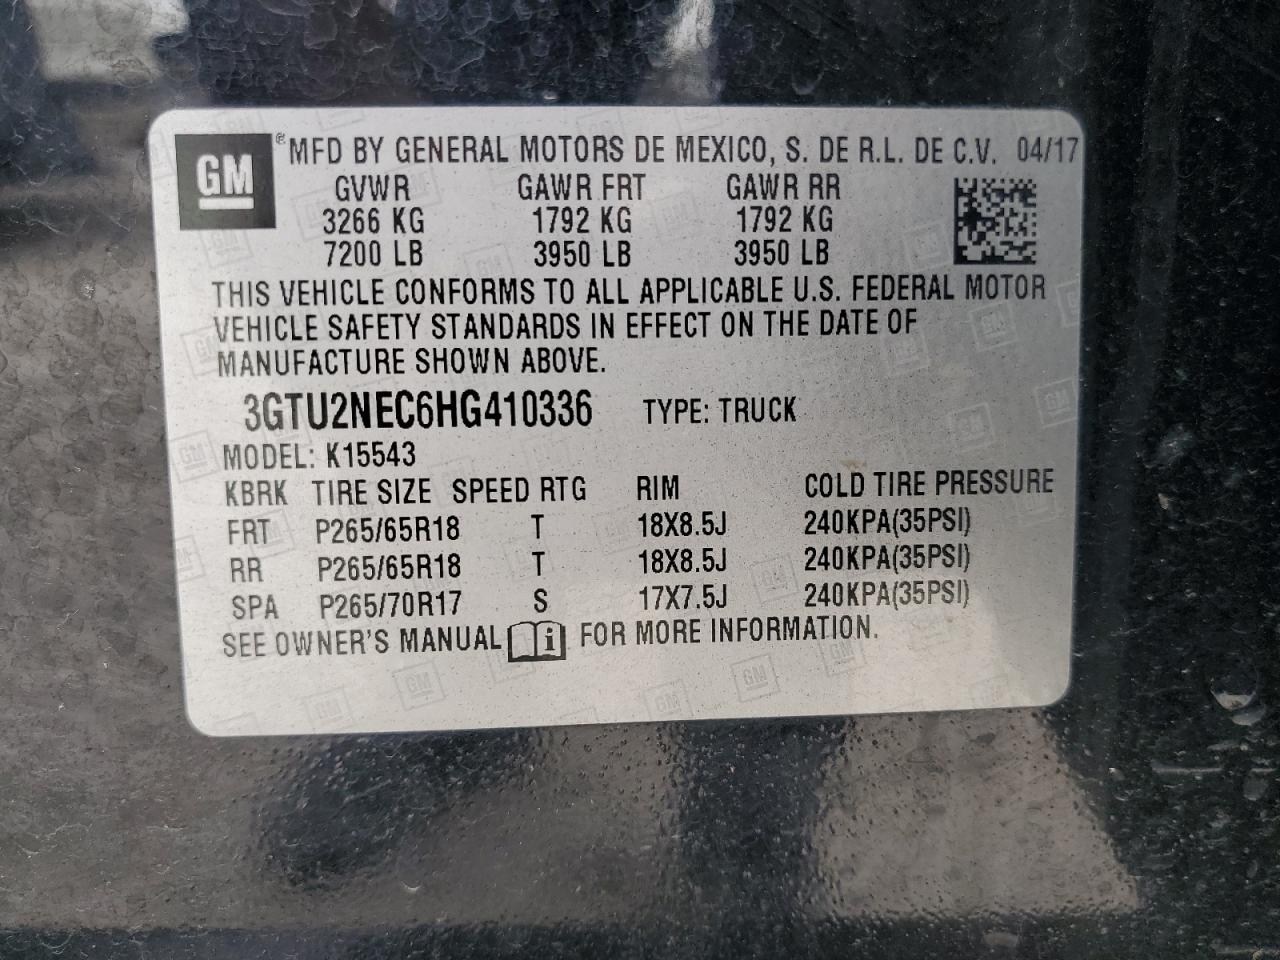 GM ® MFD BY GENERAL MOTORS DE MEXICO, S. DE R.L. DE C.V. 04/17
GVWR GAWR FRT GAWR RR
3266 KG 1792 KG 1792 KG
7200 LB 3950 LB 3950 LB
THIS VEHICLE CONFORMS TO ALL APPLICABLE U.S. FEDERAL MOTOR
VEHICLE SAFETY STANDARDS IN EFFECT ON THE DATE OF
MANUFACTURE SHOWN ABOVE.
3GTU2NEC6HG410336 TYPE: TRUCK
MODEL: K15543
KBRK TIRE SIZE SPEED RTG RIM COLD TIRE PRESSURE
FRT P265/65R18 T 18X8.5J 240KPA(35PSI)
RR P265/65R18 T 18X8.5J 240KPA(35PSI)
SPA P265/70R17 S 17X7.5J 240KPA(35PSI)
SEE OWNER'S MANUAL i FOR MORE INFORMATION.